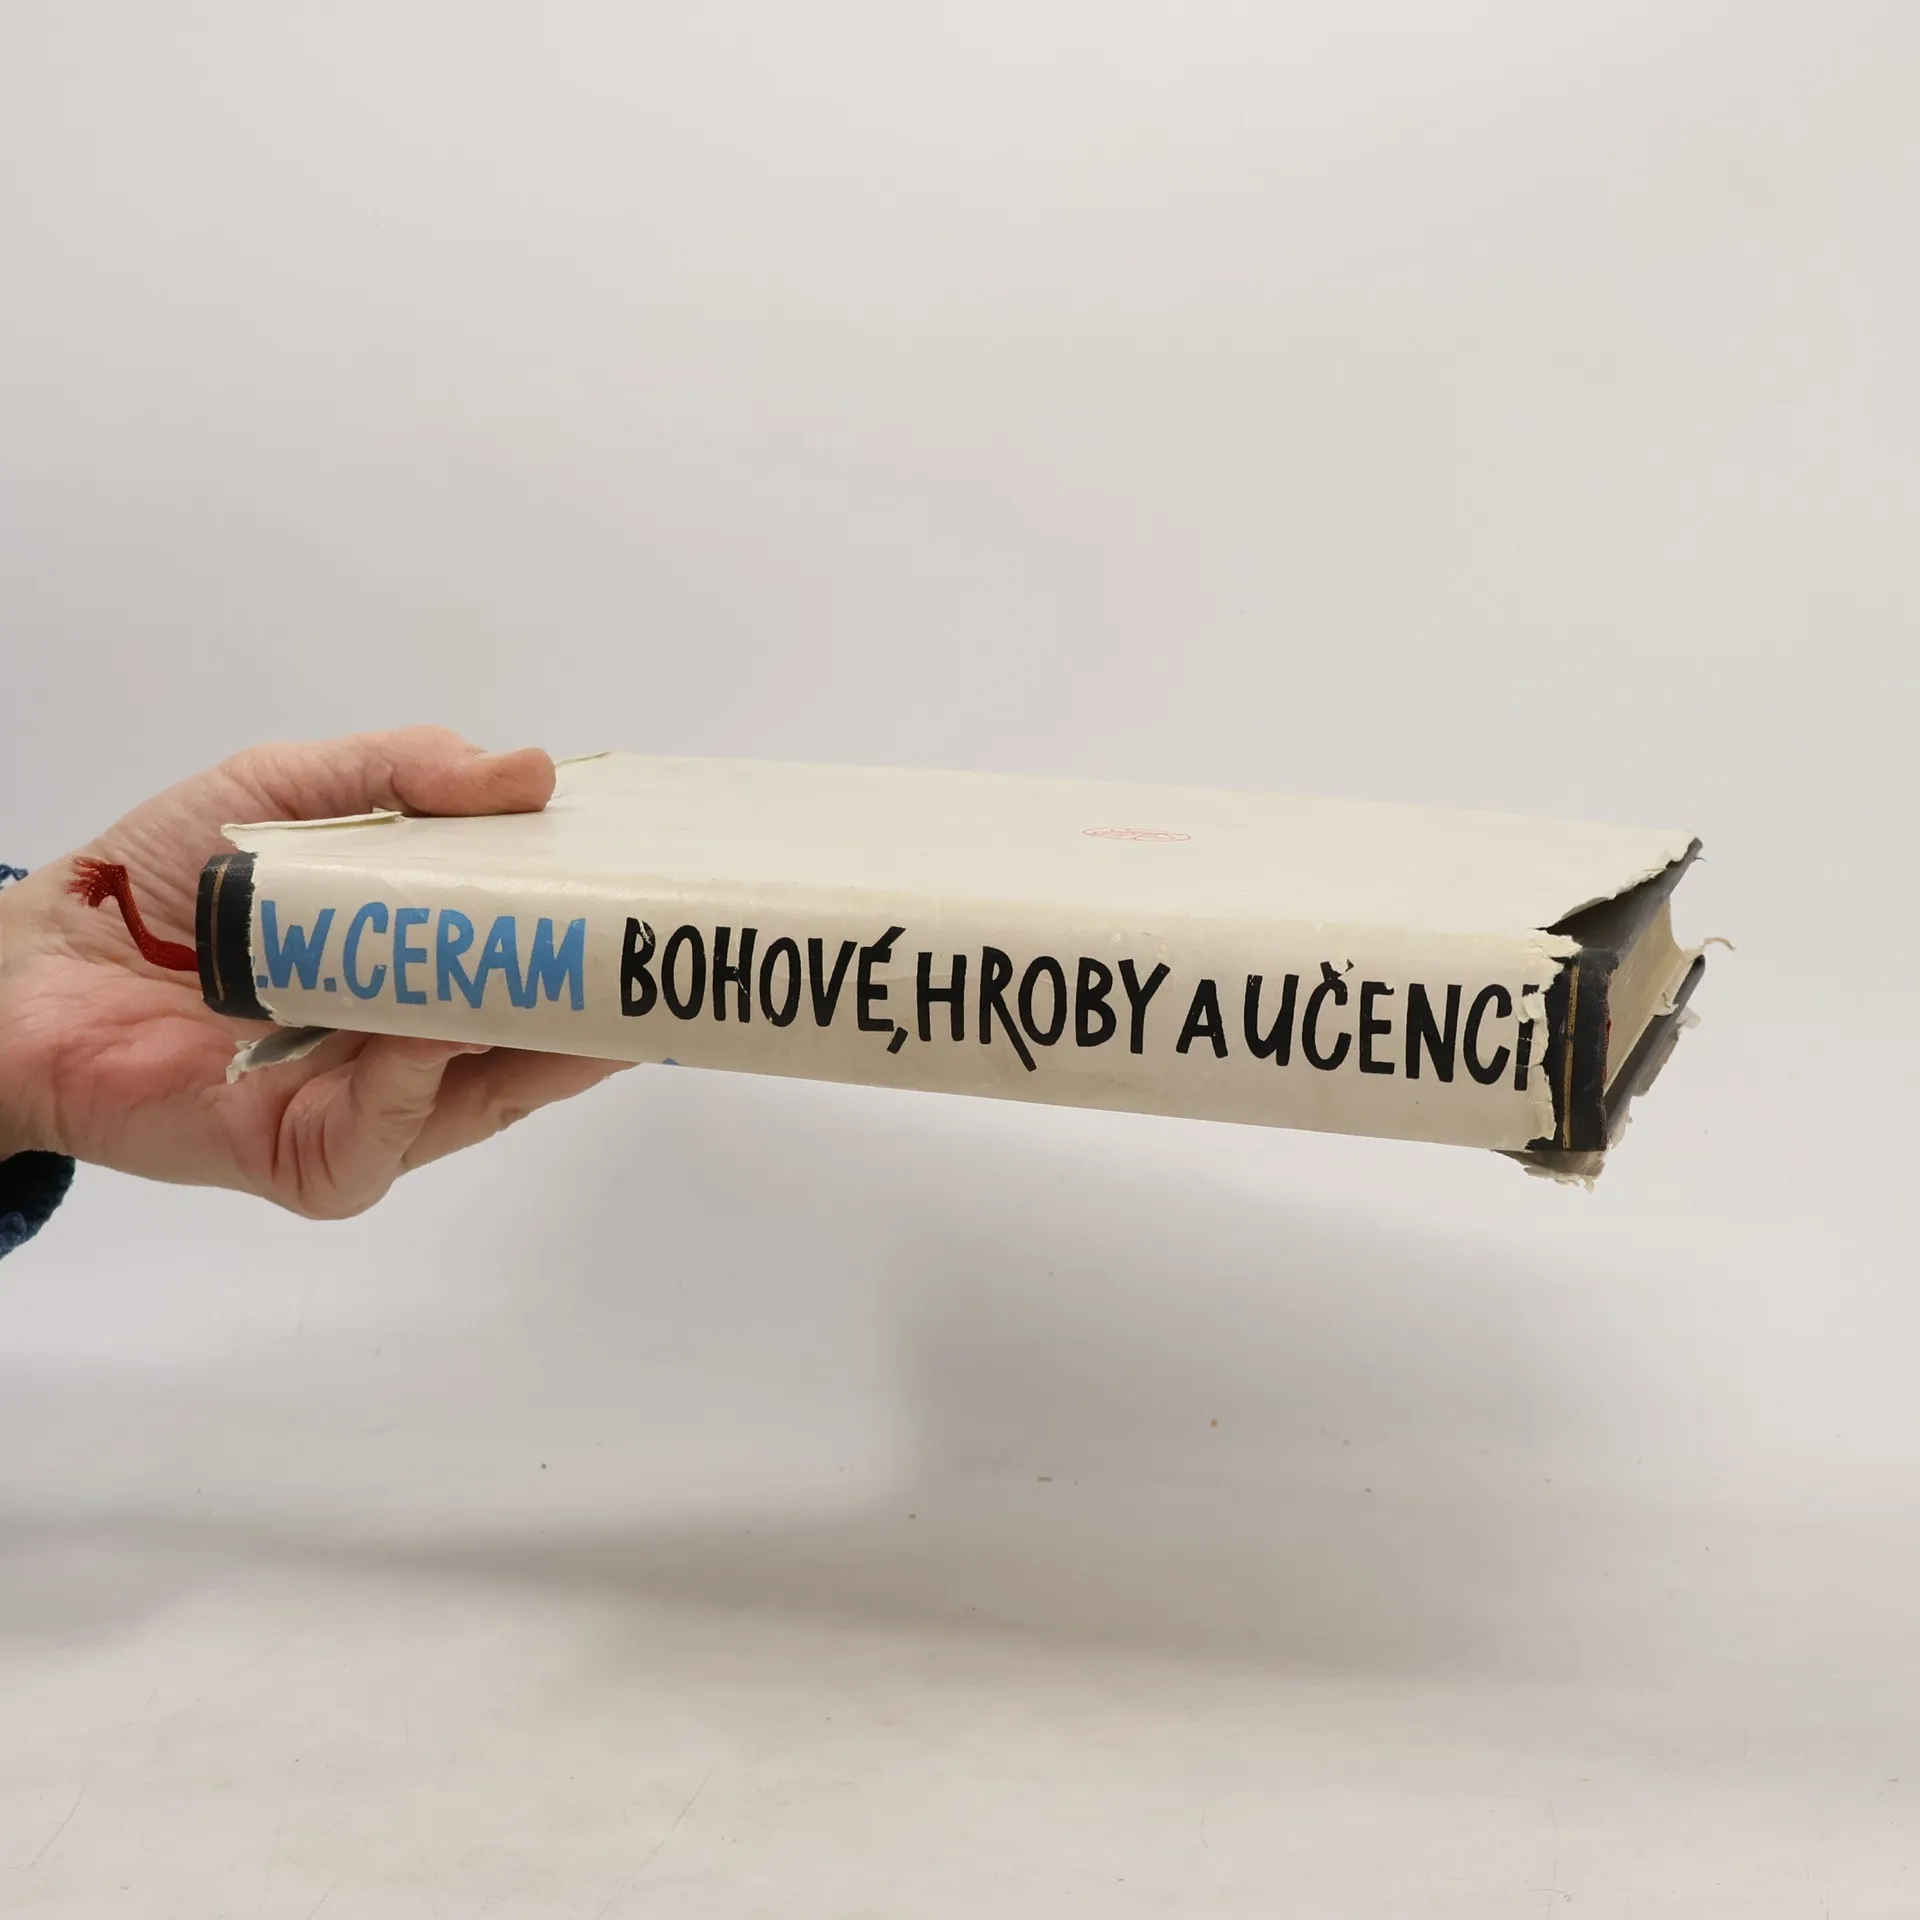 .W.CERAM BOHOVÉ, HROBY A UČENCI